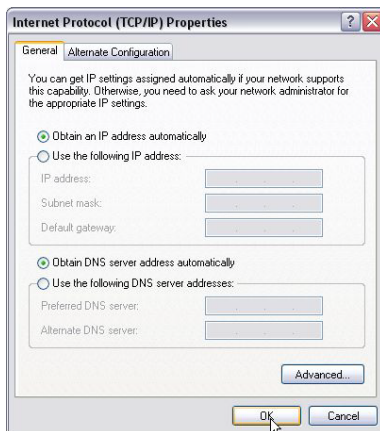 Internet Protocol (TCP/IP) Properties
General
Alternate Configuration
You can get IP settings assigned automatically if your network supports
this capability. Otherwise, you need to ask your network administrator for
the appropriate IP settings.
Obtain an IP address automatically
Use the following IP address:
IP address:
Subnet mask:
Default gateway:
Obtain DNS server address automatically
Use the following DNS server addresses:
Preferred DNS server:
Alternate DNS server:
Advanced...
OK
Cancel